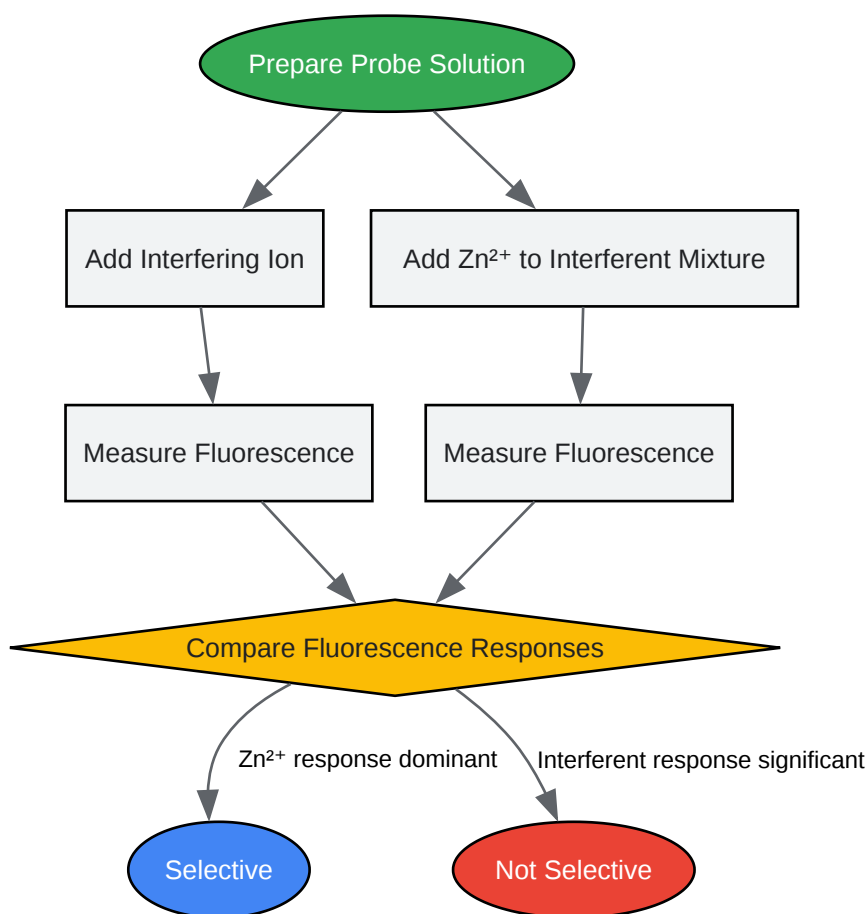 Prepare Probe Solution
Add Interfering Ion
Add Zn²⁺ to Interferent Mixture
Measure Fluorescence
Measure Fluorescence
Compare Fluorescence Responses
Zn²⁺ response dominant
Interferent response significant
Selective
Not Selective